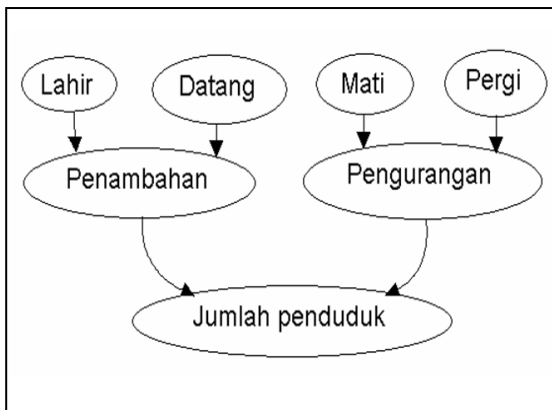 Lahir
Datang
Mati
Pergi
Penambahan
Pengurangan
Jumlah penduduk